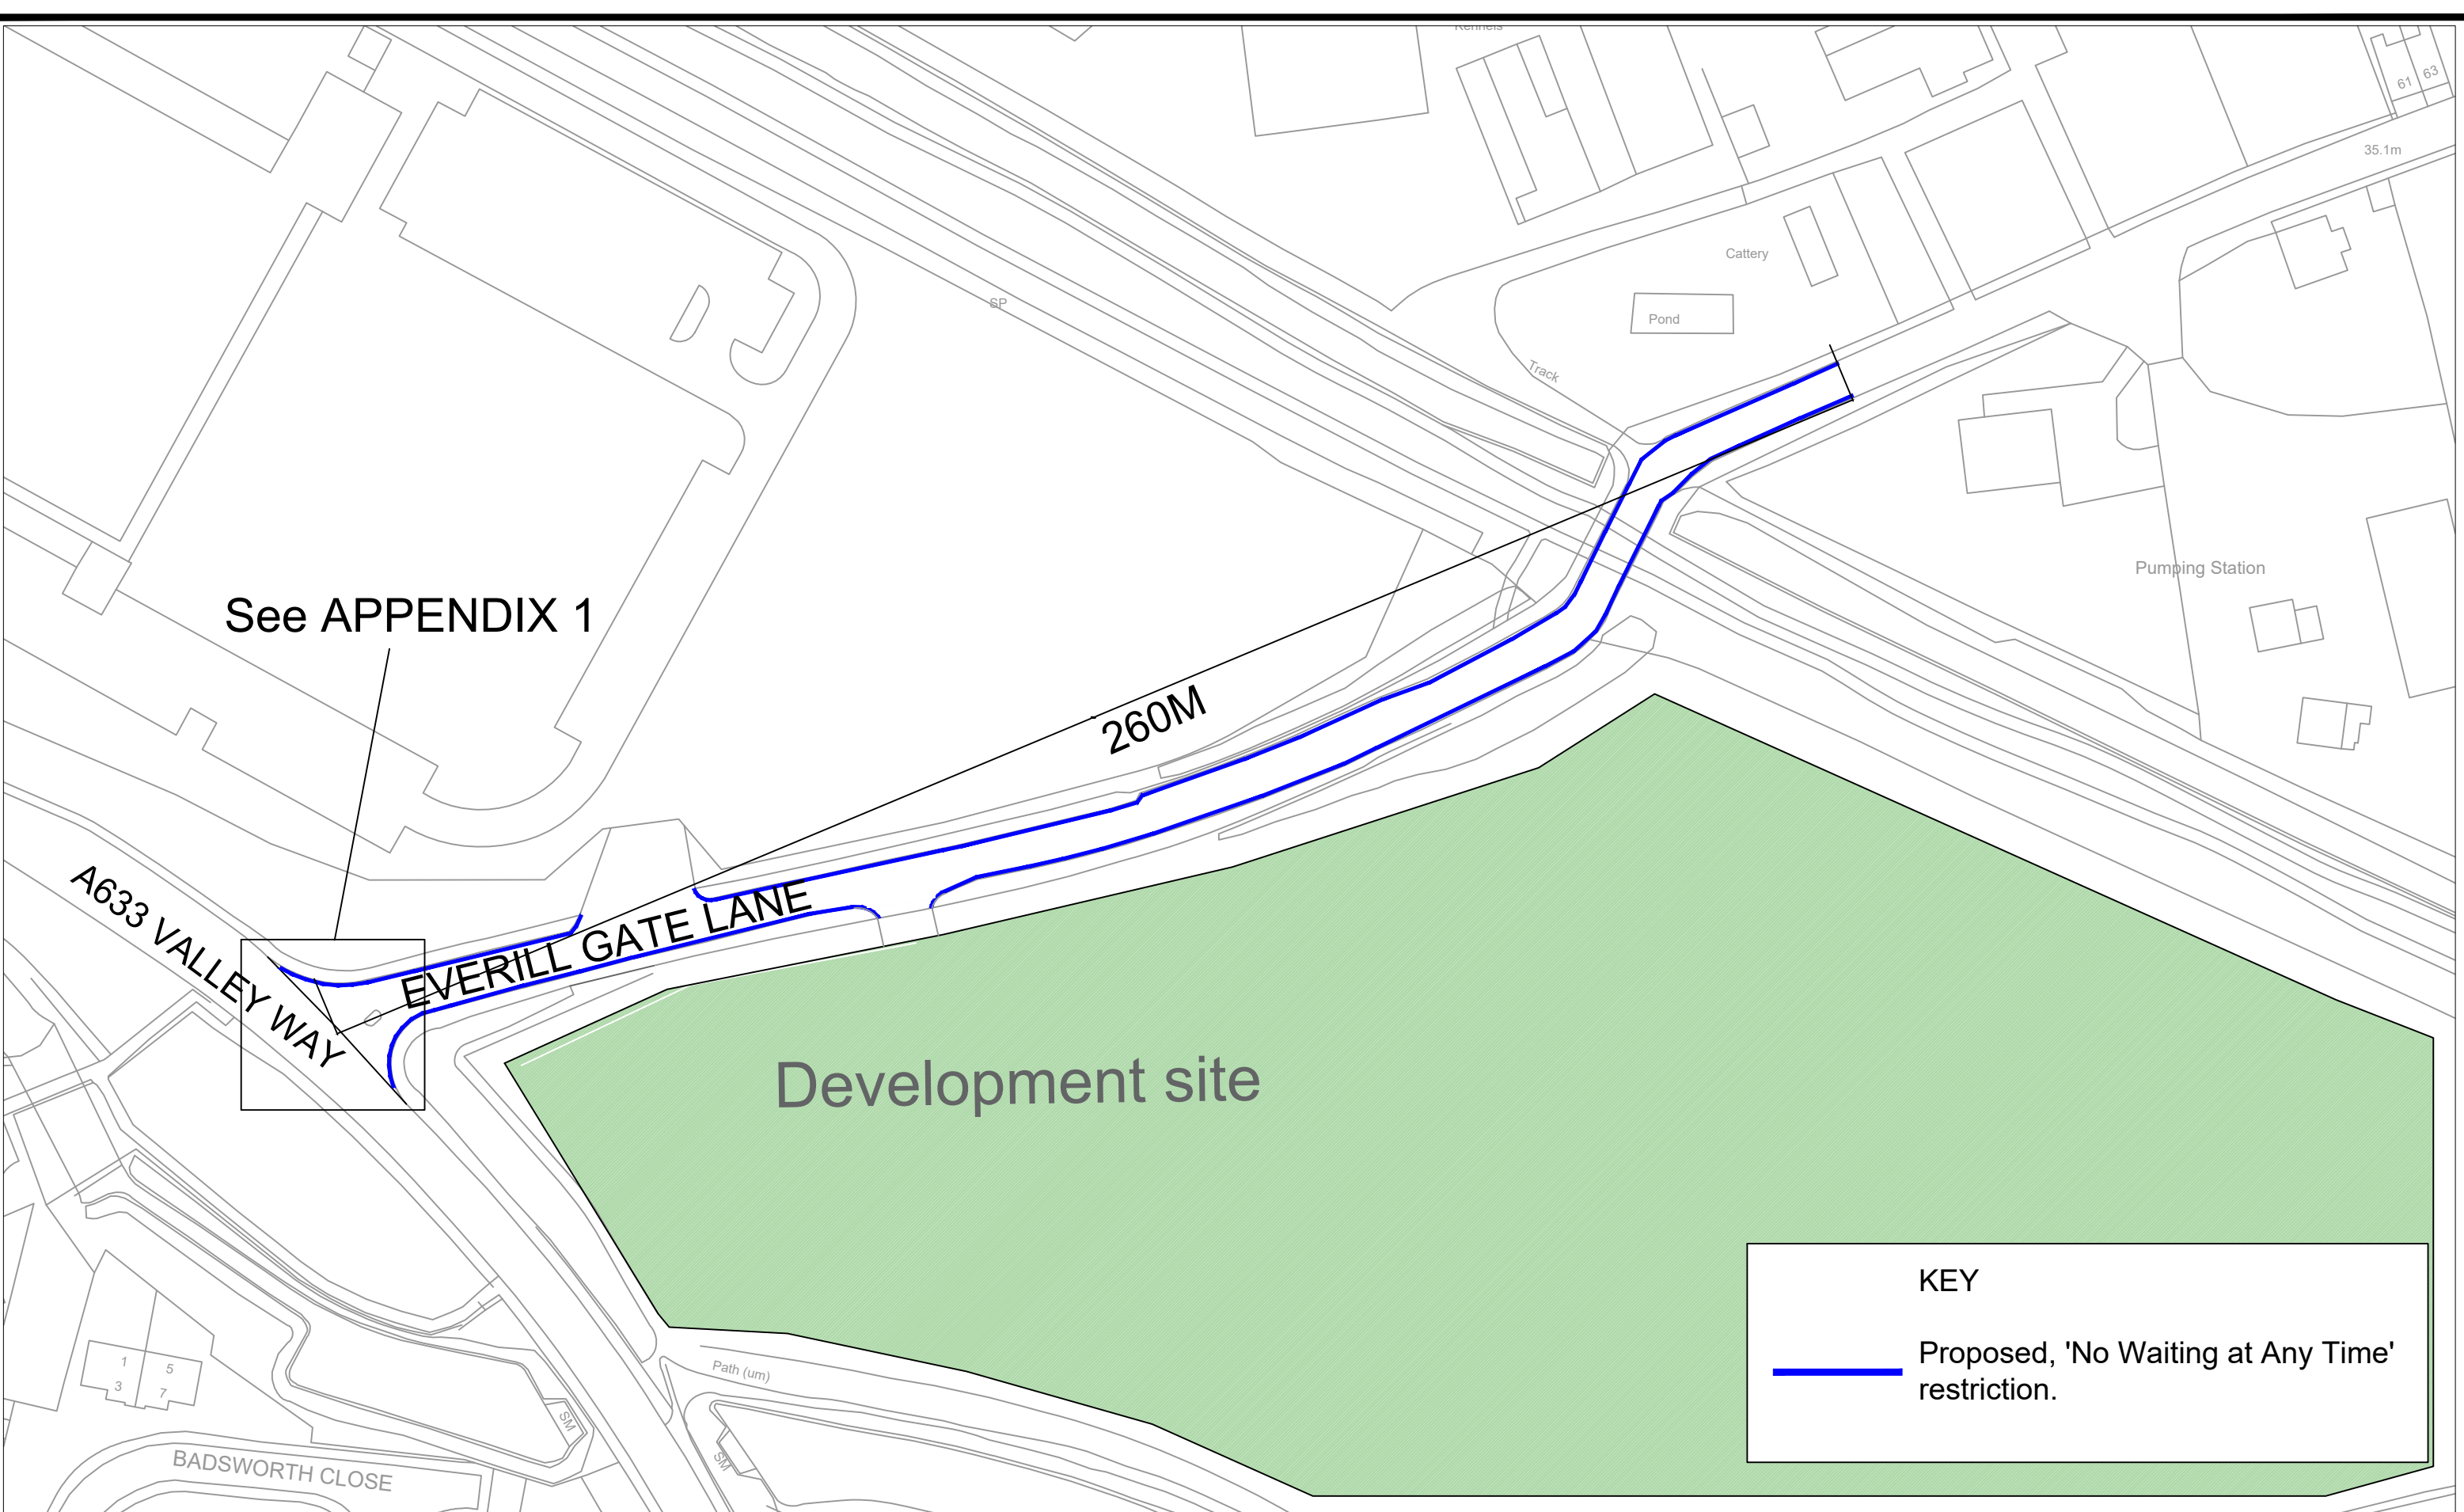 Kennels
61
63
35.1m
Cattery
SP
Pond
Track
Pumping Station
See APPENDIX 1
260M
A633 VALLEY WAY
EVERILL GATE LANE
Development site
KEY
Proposed, 'No Waiting at Any Time'
restriction.
1
5
3
7
Path (um)
SM
SM
BADSWORTH CLOSE